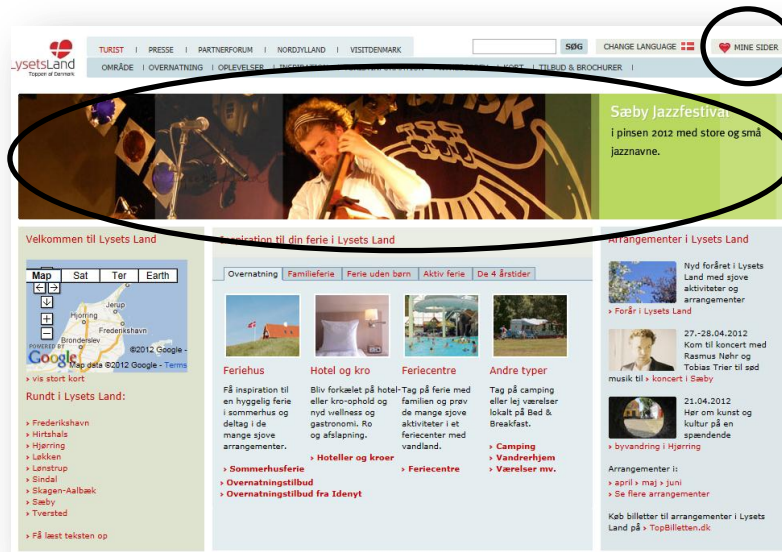 TURIST | PRESSE | PARTNERFORUM | NORDJYLLAND | VISITDENMARK
SØG
CHANGE LANGUAGE
MINE SIDER
LysetsLand
Toppen af Danmark
OMRÅDE | OVERNATNING | OPLEVELSER | KORT | TILBUD & BROCHURER |
Sæby Jazzfestival
i pinsen 2012 med store og små
jazznavne.
Velkommen til Lysets Land
Map Sat Ter Earth
Jerup
Hjørring
Frederikshavn
Bronderslev
POWERED BY
Google
©2012 Google -
Map data ©2012 Google - Terms
› vis stort kort
Rundt i Lysets Land:
› Frederikshavn
› Hirtshals
› Hjørring
› Løkken
› Lønstrup
› Sindal
› Skagen-Aalbæk
› Sæby
› Tversted
› Få læst teksten op
Inspiration til din ferie i Lysets Land
Overnatning Familieferie Ferie uden børn Aktiv ferie De 4 årstider
Feriehus
Få inspiration til
en hyggelig ferie
i sommerhus og
deltag i de
mange sjove
arrangementer.
› Sommerhusferie
› Overnatningstilbud
› Overnatningstilbud fra Idenyt
Hotel og kro
Bliv forkælet på hotel-
eller kro-ophold og
nyd wellness og
gastronomi. Ro
og afslapning.
› Hoteller og kroer
Feriecentre
Tag på ferie med
familien og prøv
de mange sjove
aktiviteter i et
feriecenter med
vandland.
› Feriecentre
Andre typer
Tag på camping
eller lej værelser
lokalt på Bed &
Breakfast.
› Camping
› Vandrerhjem
› Værelser mv.
Arrangementer i Lysets Land
Nyd foråret i Lysets
Land med sjove
aktiviteter og
arrangementer
› Forår i Lysets Land
27.-28.04.2012
Kom til koncert med
Rasmus Nøhr og
Tobias Trier til sød
musik til › koncert i Sæby
21.04.2012
Hør om kunst og
kultur på en
spændende
› byvandring i Hjørring
Arrangementer i:
› april › maj › juni
› Se flere arrangementer
Køb billetter til arrangementer i Lysets
Land på › TopBilletten.dk